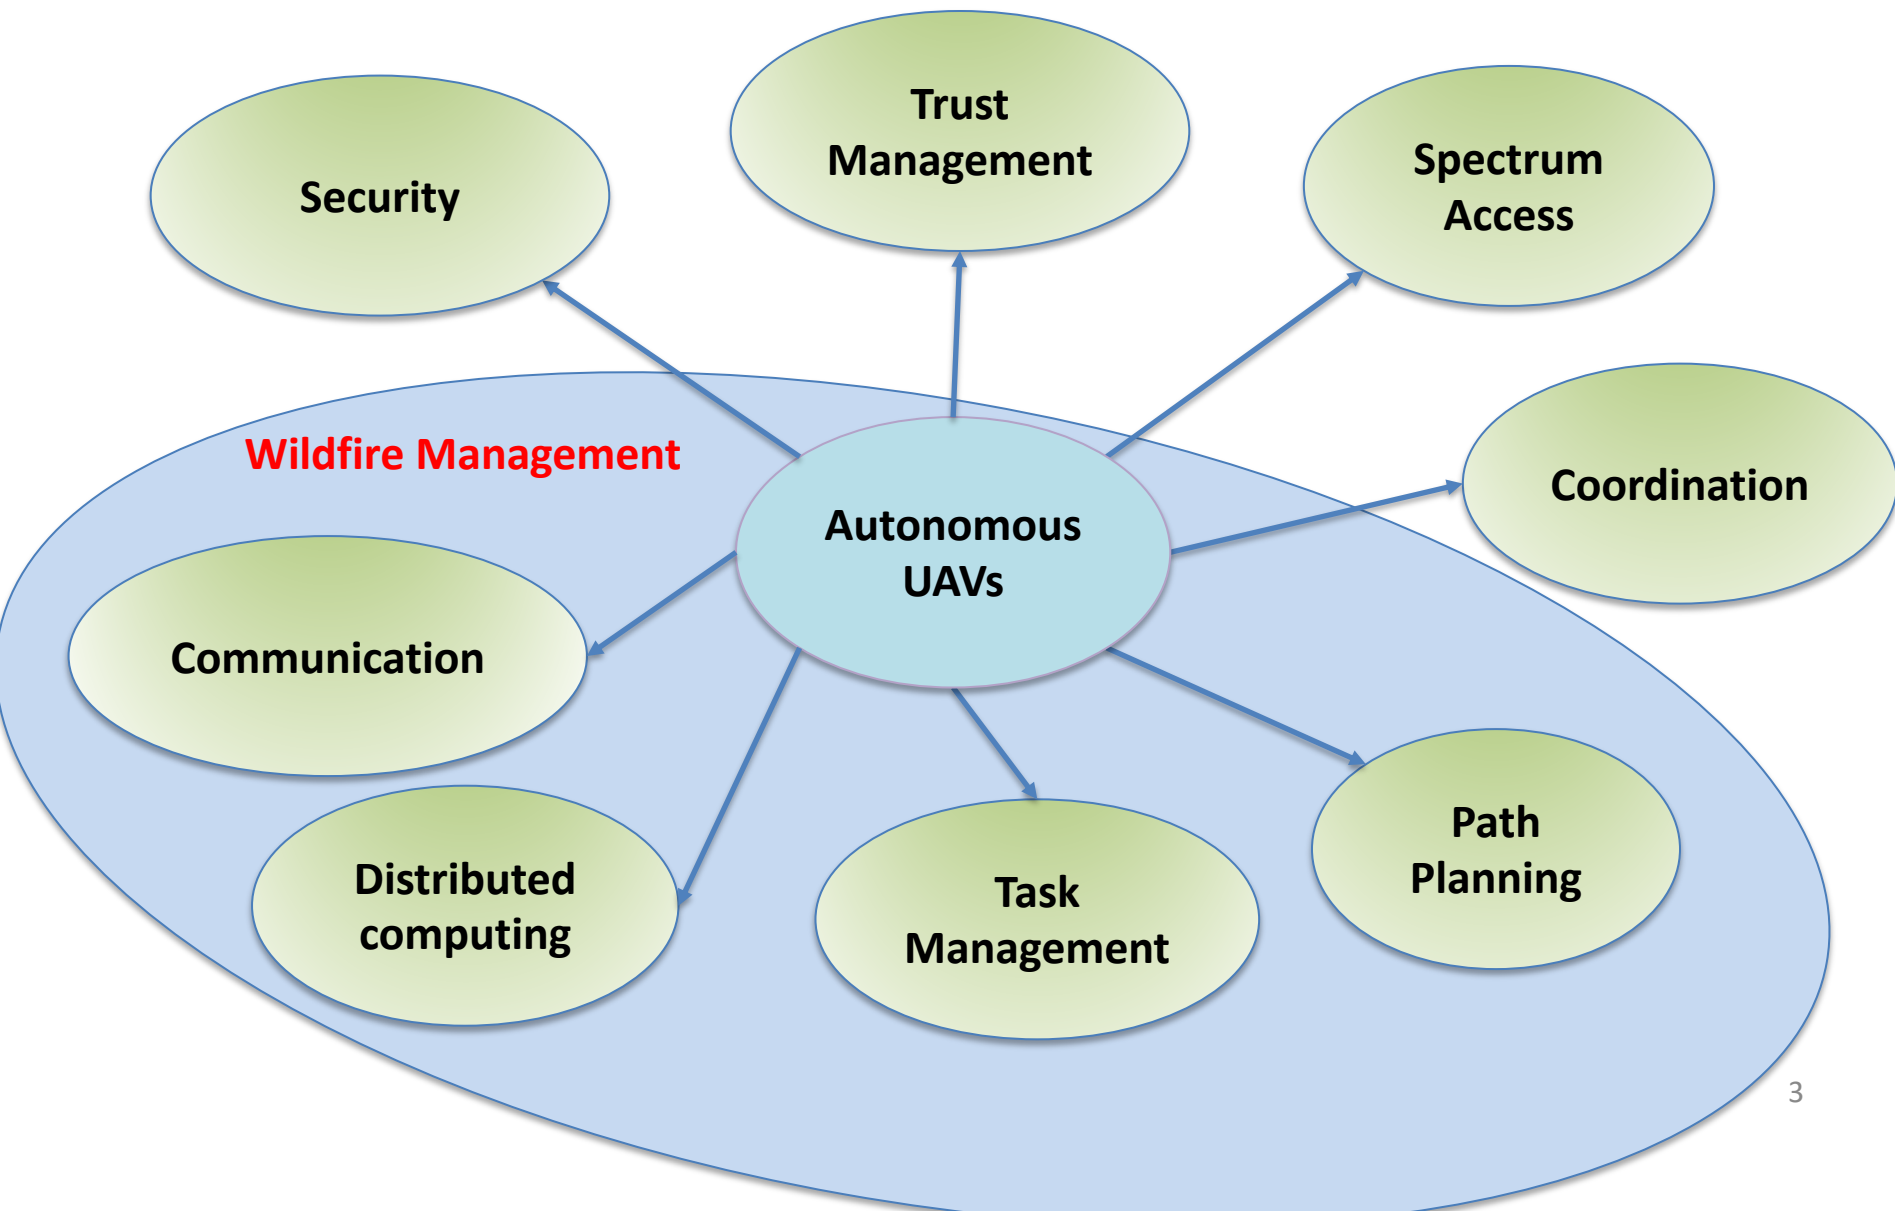 Trust
Management
Security
Spectrum
Access
Wildfire Management
Coordination
Autonomous
UAVs
Communication
Path
Planning
Distributed
computing
Task
Management
3